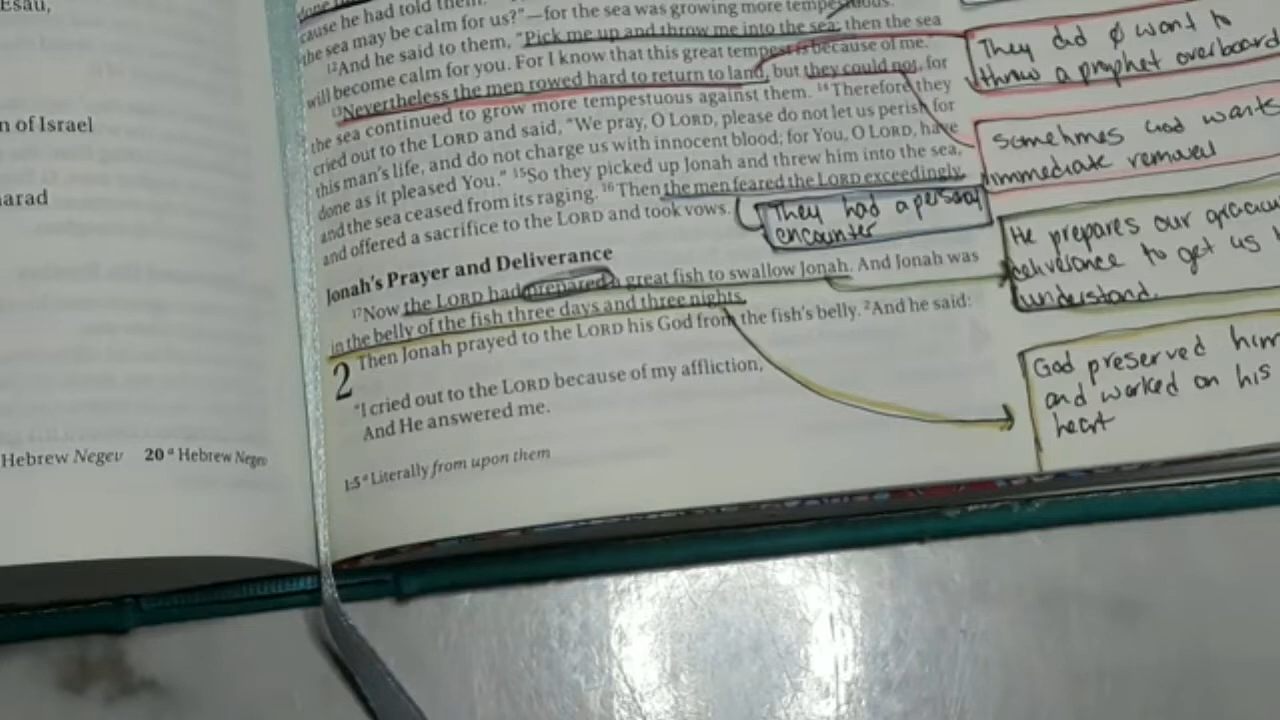 Esau,
n of Israel
arad
Hebrew Negev 20 a Hebrew Negev
cause he had told them.
the sea may be calm for us?"—for the sea was growing more tempestuous.
12And he said to them, "Pick me up and throw me into the sea; then the sea
will become calm for you. For I know that this great tempest is because of me."
13Nevertheless the men rowed hard to return to land, but they could not, for
the sea continued to grow more tempestuous against them. 14Therefore they
cried out to the LORD and said, "We pray, O LORD, please do not let us perish for
this man's life, and do not charge us with innocent blood; for You, O LORD, have
done as it pleased You." 15So they picked up Jonah and threw him into the sea,
and the sea ceased from its raging. 16Then the men feared the LORD exceedingly,
and offered a sacrifice to the LORD and took vows.
Jonah's Prayer and Deliverance
17Now the LORD had prepared a great fish to swallow Jonah. And Jonah was
in the belly of the fish three days and three nights.
2 Then Jonah prayed to the LORD his God from the fish's belly. 2And he said:
"I cried out to the LORD because of my affliction,
And He answered me.
1:5 a Literally from upon them
They did ∅ want to
throw a prophet overboard
Sometimes God wants
immediate removal
They had a person
encounter
He prepares our gracious
deliverance to get us
understand.
God preserved him
and worked on his
heart